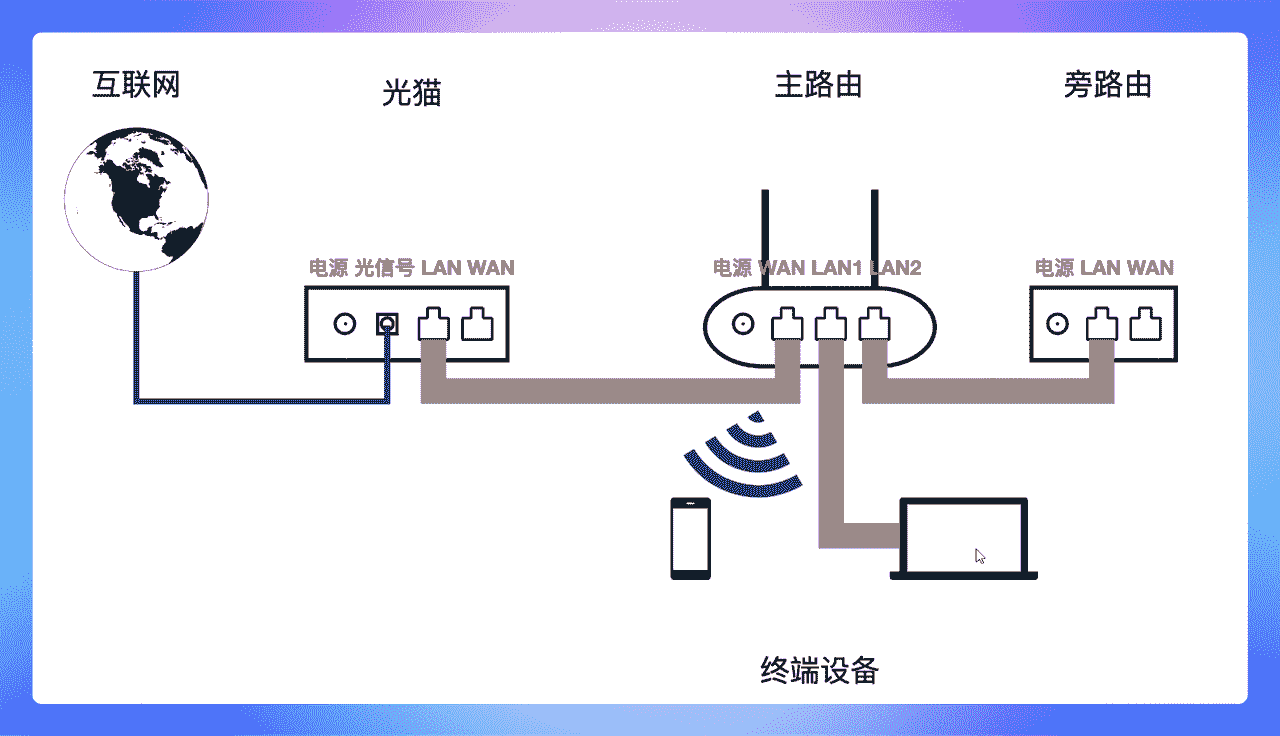 互联网
光猫
主路由
旁路由
电源 光信号 LAN WAN
电源 WAN LAN1 LAN2
电源 LAN WAN
终端设备